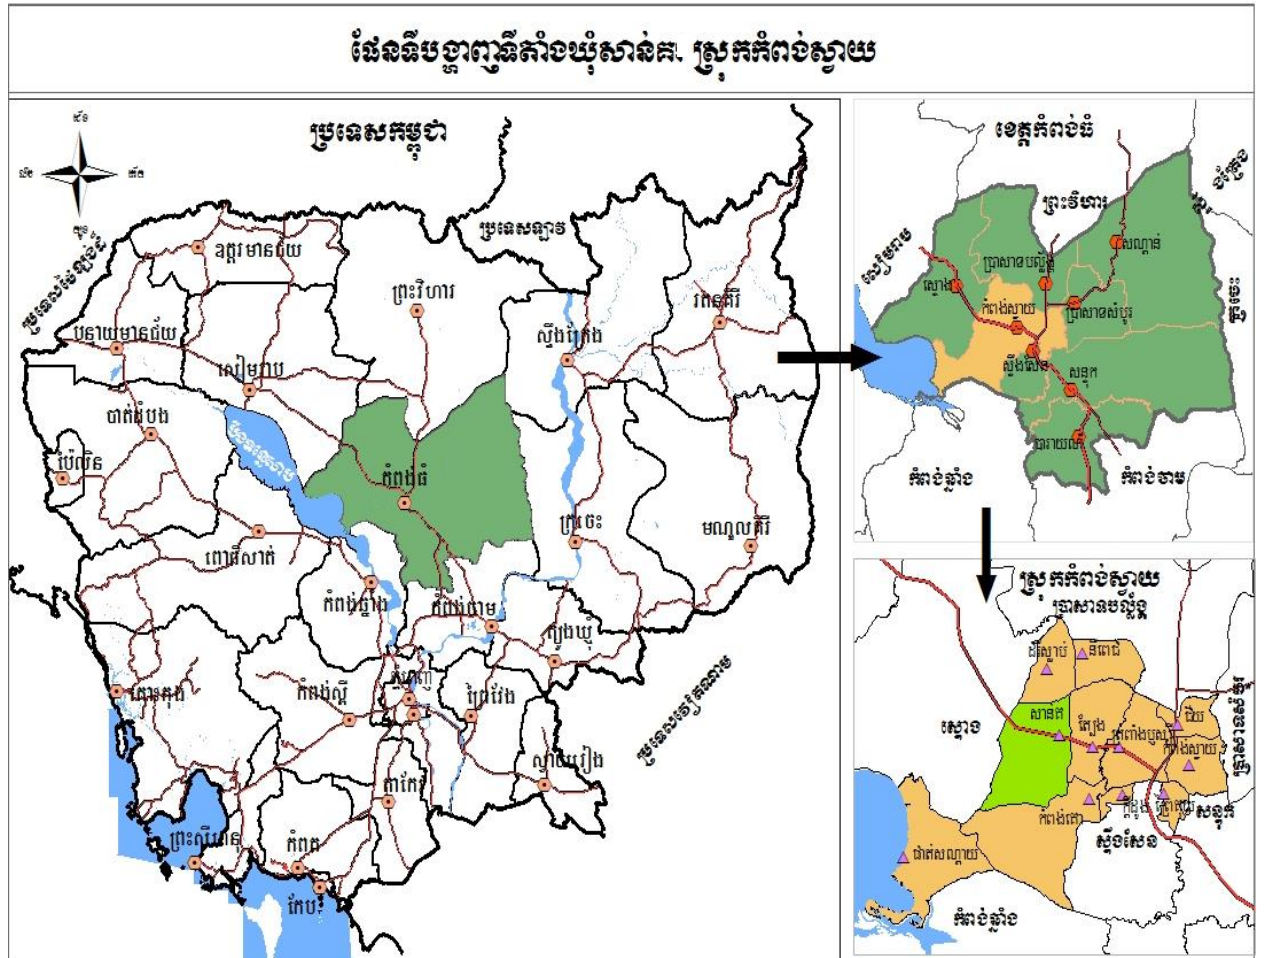 ផែនទីបង្ហាញទីតាំងឃុំសាន់គ. ស្រុកកំពង់ស្វាយ
ប្រទេសកម្ពុជា
ប្រទេសឡាវ
ឧត្តរមានជ័យ
ព្រះវិហារ
រតនគិរី
បនាយមានជ័យ
ស្ទឹងត្រែង
សៀមរាប
បាត់ដំបង
ប៉ៃលិន
កំពង់ធំ
ក្រចេះ
មណ្ឌលគិរី
ពោធិ៍សាត់
កំពង់ឆ្នាំង
កំពង់ចាម
ត្បូងឃ្មុំ
ភ្នំពេញ
កោះកុង
កំពង់ស្ពឺ
ព្រៃវែង
ប្រទេសវៀតណាម
ស្វាយរៀង
តាកែវ
ព្រះសីហនុ
កំពត
កែប
ខេត្តកំពង់ធំ
ព្រះវិហារ
សៀមរាប
ក្រចេះ
សណ្តាន់
ប្រាសាទបល្ល័ង្គ
ស្ទោង
កំពង់ស្វាយ
ប្រាសាទសំបូរ
ស្ទឹងសែន
សន្ទុក
បារាយណ៍
កំពង់ឆ្នាំង
កំពង់ចាម
ស្រុកកំពង់ស្វាយ
ប្រាសាទបល្ល័ង្គ
ដំរីស្លាប់
នីពេជ
ប្រាសាទសំបូរ
សាន់គ
ស្ទោង
ត្បែង
ជ័យ
កំពង់ស្វាយ
កំពង់គោ
ក្តីដូង
សន្ទុក
ស្ទឹងសែន
ផាត់សណ្តាយ
កំពង់ឆ្នាំង